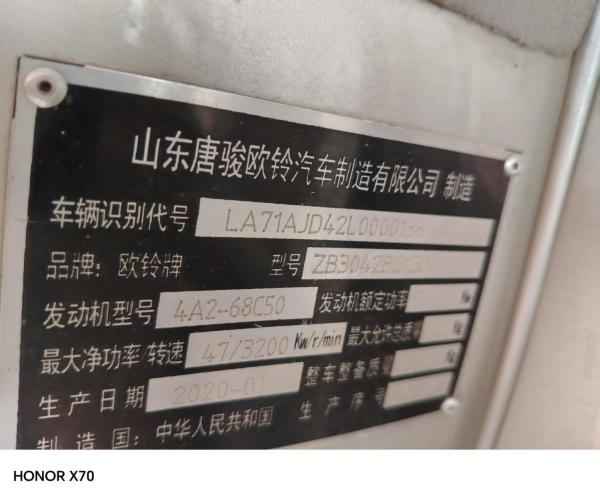 山东唐骏欧铃汽车制造有限公司 制造
车辆识别代号 LA71AJD42L0000138
品牌：欧铃牌 型号
发动机型号 4A2-68C50 发动机额定功率 Kw
最大净功率/转速 47/3200 Kw/r/min 最大允许总质量 Kg
生产日期 2020-01 整车整备质量 Kg
制造国：中华人民共和国 生产序号
HONOR X70